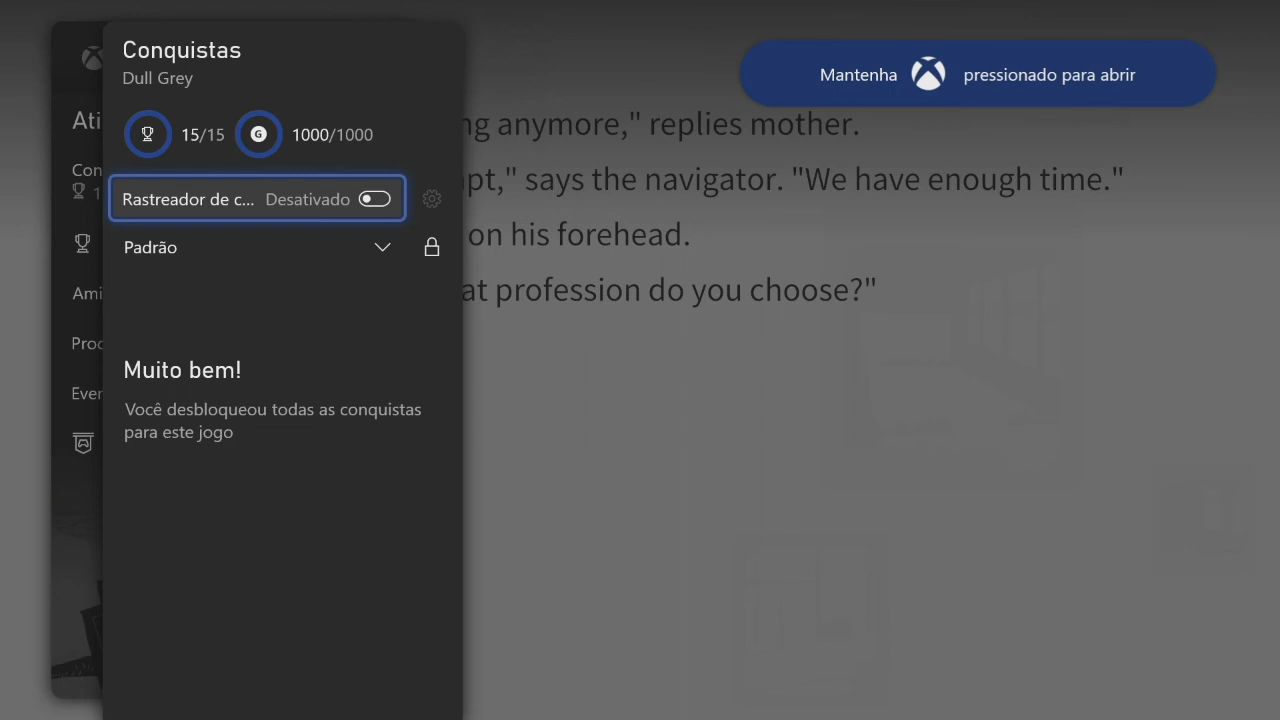 Conquistas
Dull Grey
15/15 G 1000/1000
Rastreador de c... Desativado
Padrão
Muito bem!
Você desbloqueou todas as conquistas
para este jogo
Ati
Con
1
Ami
Prod
Even
Mantenha pressionado para abrir
ng anymore," replies mother.
pt," says the navigator. "We have enough time."
on his forehead.
at profession do you choose?"